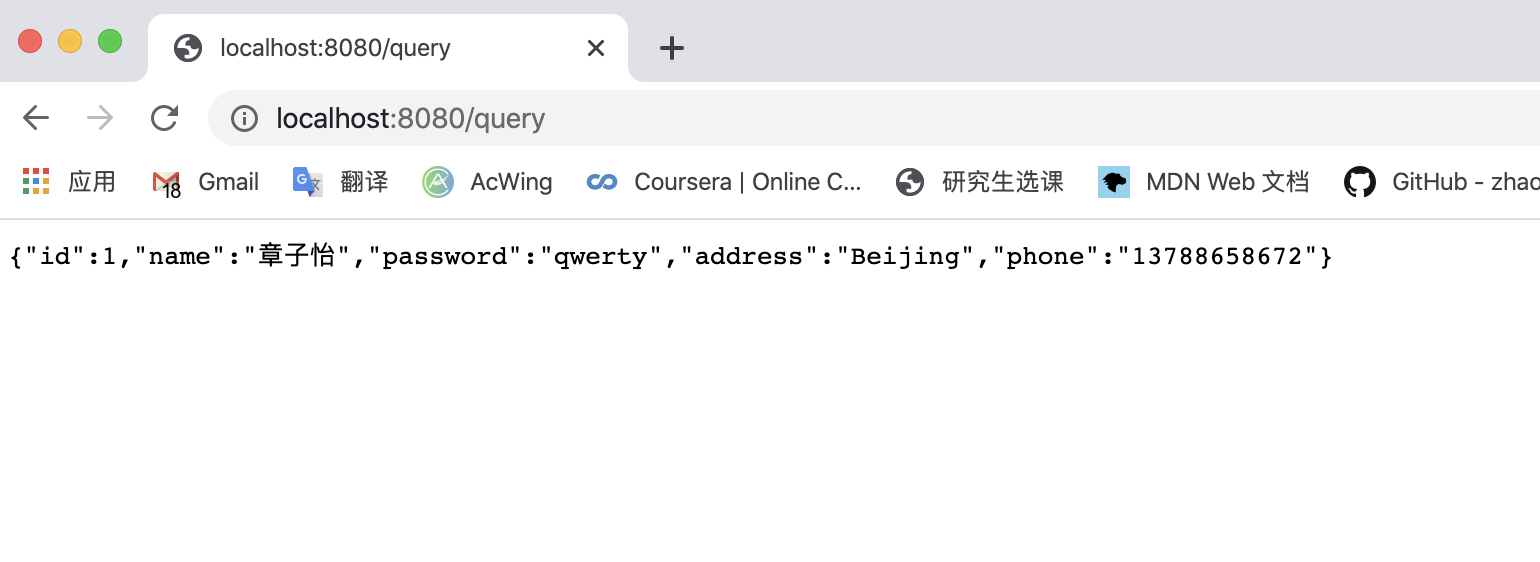 localhost:8080/query
localhost:8080/query
应用 18 Gmail G文 翻译 AcWing Coursera | Online C... 研究生选课 MDN Web 文档 GitHub - zhao
{"id":1,"name":"章子怡","password":"qwerty","address":"Beijing","phone":"13788658672"}